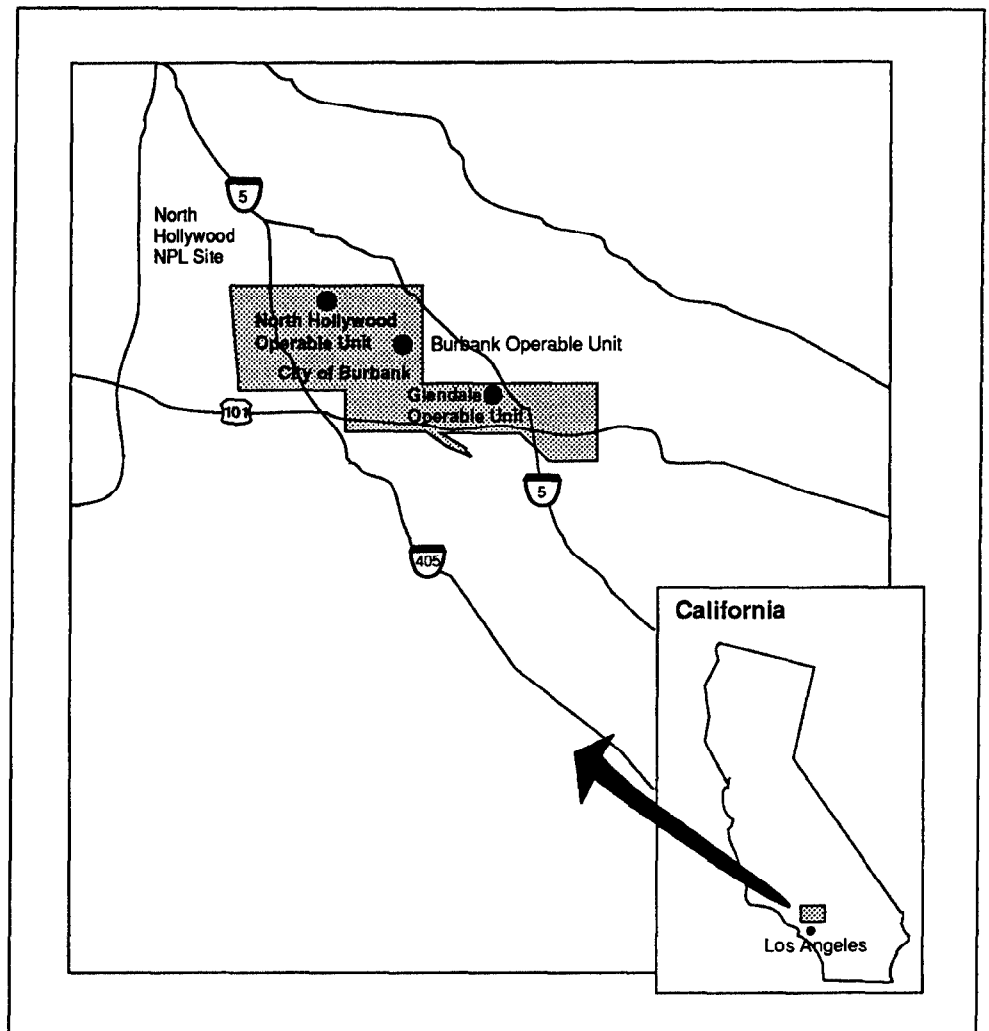 5
North
Hollywood
NPL Site
North Hollywood
Operable Unit
Burbank Operable Unit
City of Burbank
Glendale
Operable Unit
101
5
405
California
Los Angeles